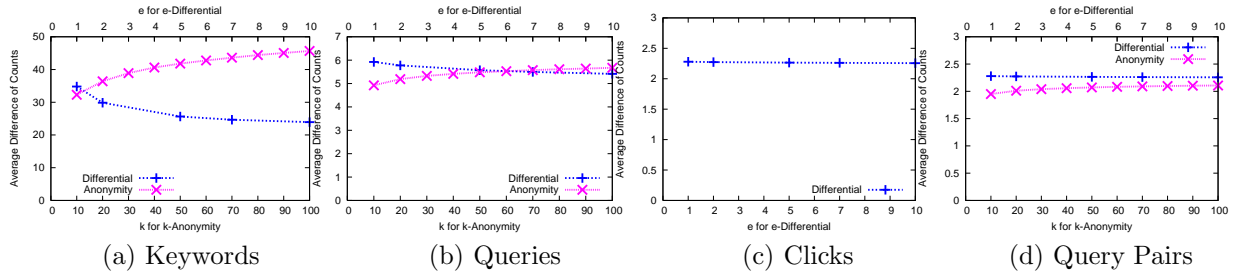 e for e-Differential
0 1 2 3 4 5 6 7 8 9 10
Average Difference of Counts
50
40
30
20
10
0
Differential
Anonymity
0 10 20 30 40 50 60 70 80 90 100
k for k-Anonymity
(a) Keywords
e for e-Differential
0 1 2 3 4 5 6 7 8 9 10
Average Difference of Counts
7
6
5
4
3
2
1
0
Differential
Anonymity
0 10 20 30 40 50 60 70 80 90 100
k for k-Anonymity
(b) Queries
Average Difference of Counts
3
2.5
2
1.5
1
0.5
0
Differential
0 1 2 3 4 5 6 7 8 9 10
e for e-Differential
(c) Clicks
e for e-Differential
0 1 2 3 4 5 6 7 8 9 10
Average Difference of Counts
3
2.5
2
1.5
1
0.5
0
Differential
Anonymity
0 10 20 30 40 50 60 70 80 90 100
k for k-Anonymity
(d) Query Pairs